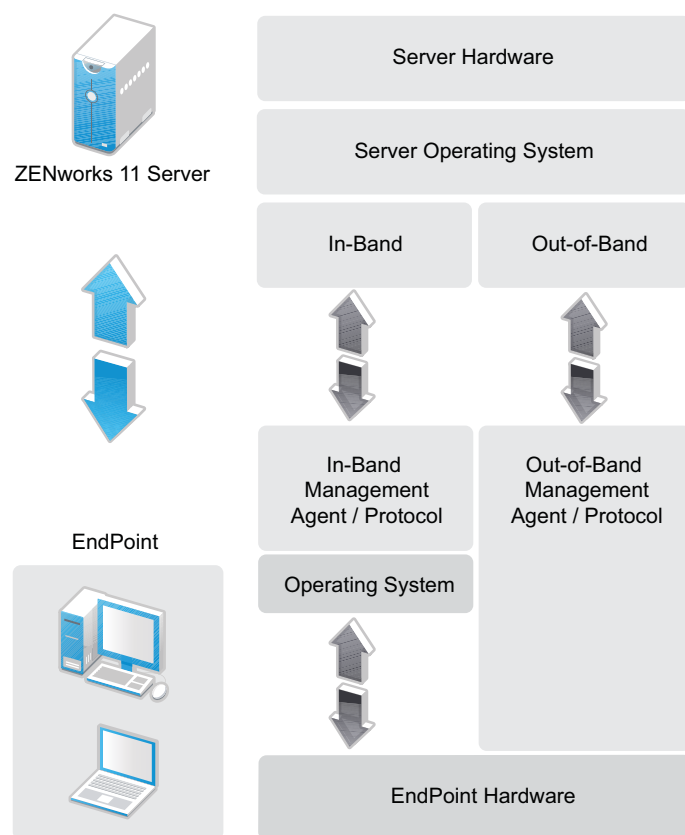 Server Hardware
ZENworks 11 Server
Server Operating System
In-Band
Out-of-Band
In-Band
Management
Agent / Protocol
Out-of-Band
Management
Agent / Protocol
EndPoint
Operating System
EndPoint Hardware